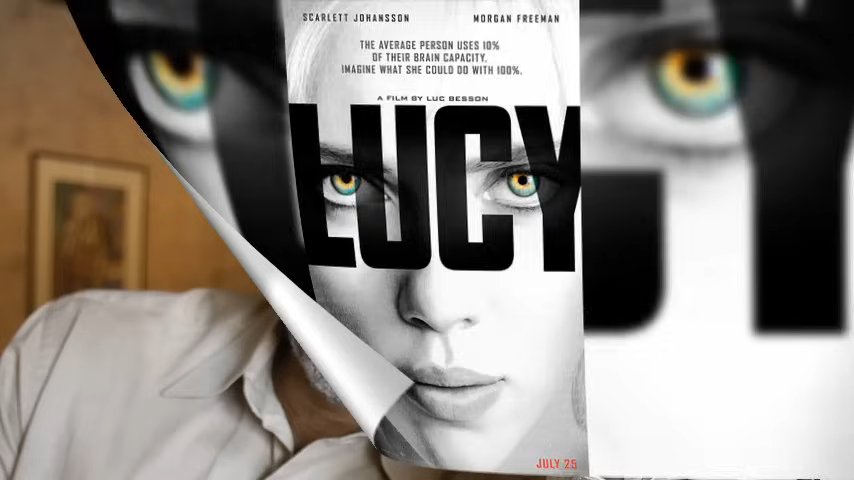 SCARLETT JOHANSSON MORGAN FREEMAN
THE AVERAGE PERSON USES 10%
OF THEIR BRAIN CAPACITY.
IMAGINE WHAT SHE COULD DO WITH 100%.
A FILM BY LUC BESSON
LUCY
JULY 25